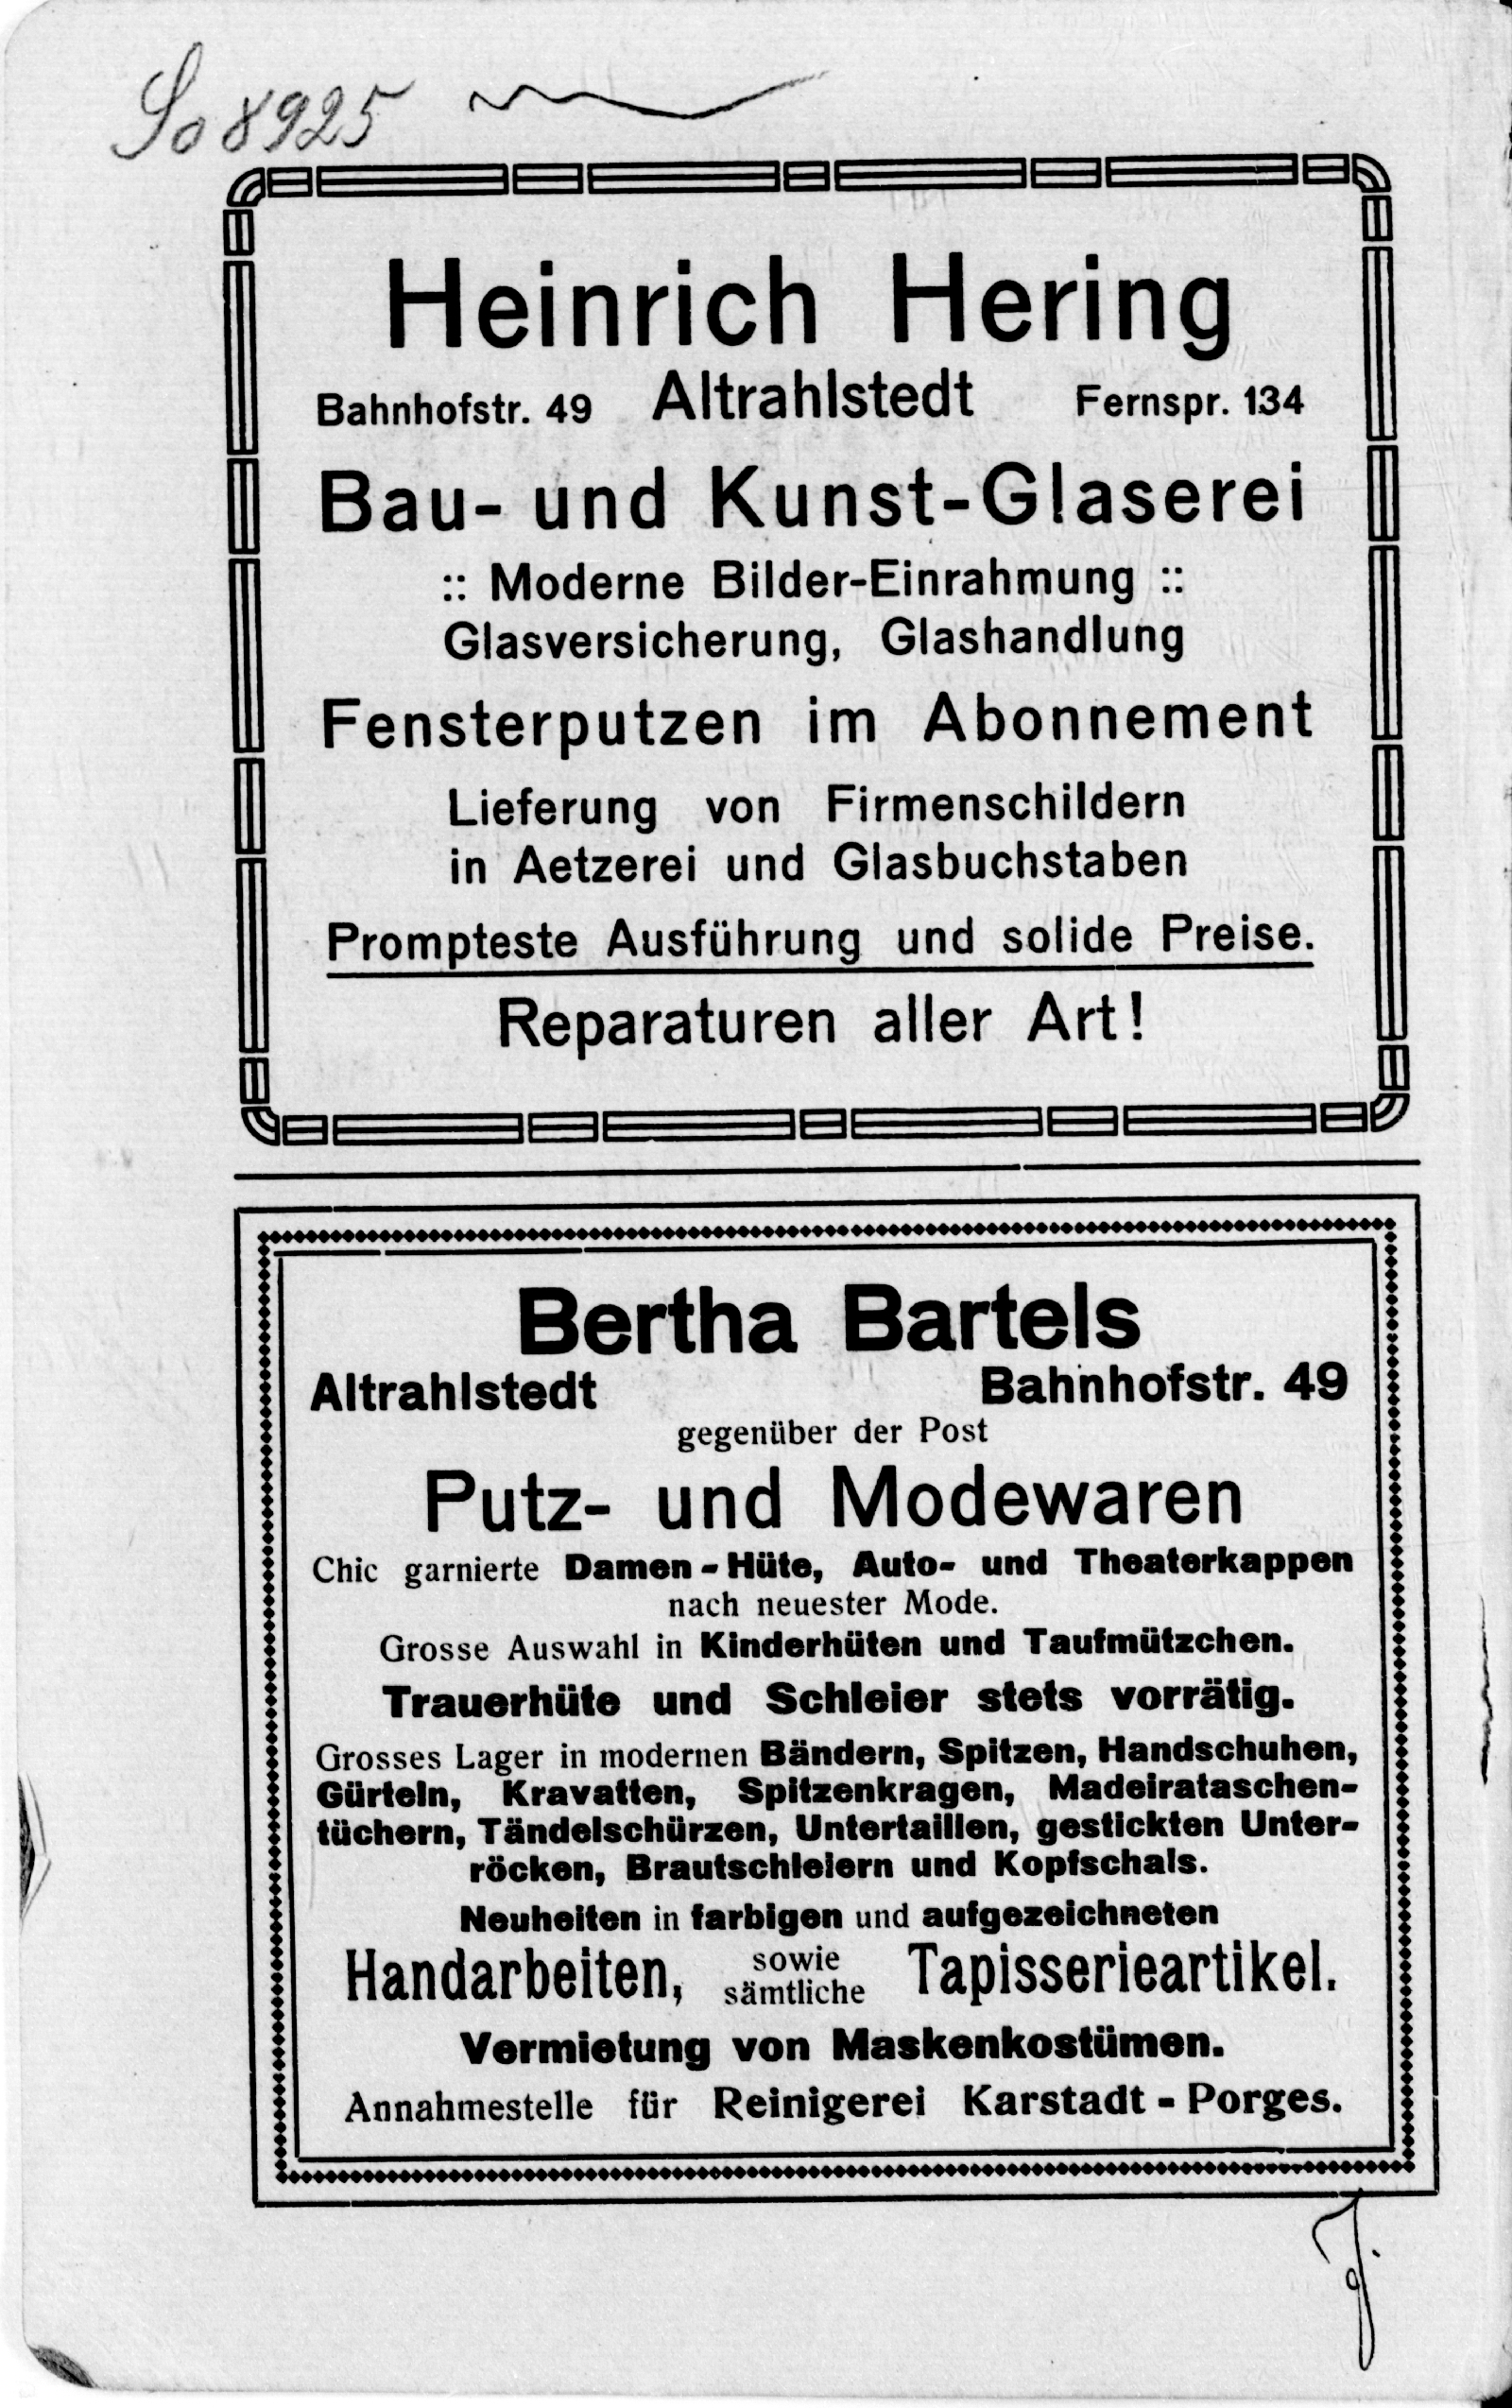 So 8925
Heinrich Hering
Bahnhofstr. 49 Altrahlstedt Fernspr. 134
Bau- und Kunst-Glaserei
:: Moderne Bilder-Einrahmung ::
Glasversicherung, Glashandlung
Fensterputzen im Abonnement
Lieferung von Firmenschildern
in Aetzerei und Glasbuchstaben
Prompteste Ausführung und solide Preise.
Reparaturen aller Art!
Bertha Bartels
Altrahlstedt Bahnhofstr. 49
gegenüber der Post
Putz- und Modewaren
Chic garnierte Damen-Hüte, Auto- und Theaterkappen
nach neuester Mode.
Grosse Auswahl in Kinderhüten und Taufmützchen.
Trauerhüte und Schleier stets vorrätig.
Grosses Lager in modernen Bändern, Spitzen, Handschuhen,
Gürteln, Kravatten, Spitzenkragen, Madeirataschen-
tüchern, Tändelschürzen, Untertaillen, gestickten Unter-
röcken, Brautschleiern und Kopfschals.
Neuheiten in farbigen und aufgezeichneten
Handarbeiten, sowie sämtliche Tapisserieartikel.
Vermietung von Maskenkostümen.
Annahmestelle für Reinigerei Karstadt-Porges.